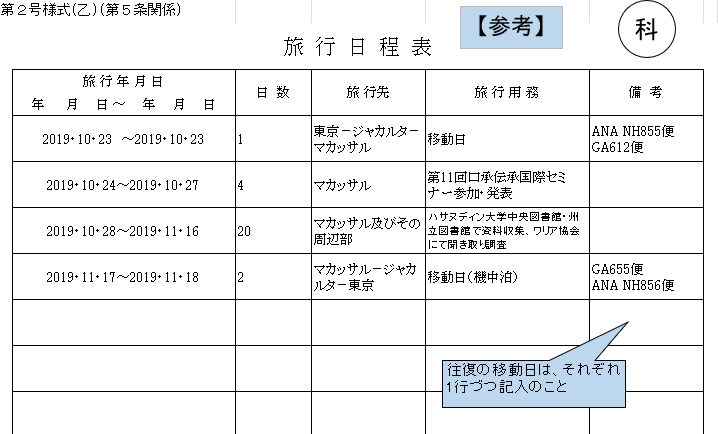 第２号様式(乙)(第５条関係)
【参考】
科
旅行日程表
旅行年月日
年　月　日～　年　月　日
日数
旅行先
旅行用務
備考
2019・10・23　～2019・10・23
1
東京－ジャカルタ－
マカッサル
移動日
ANA NH855便
GA612便
2019・10・24～2019・10・27
4
マカッサル
第11回口承伝承国際セミ
ナー参加・発表
2019・10・28～2019・11・16
20
マカッサル及びその
周辺部
ハサヌディン大学中央図書館・州
立図書館で資料収集、ワリア協会
にて聞き取り調査
2019・11・17～2019・11・18
2
マカッサル－ジャカ
ルタ－東京
移動日（機中泊）
GA655便
ANA NH856便
往復の移動日は、それぞれ
1行づつ記入のこと